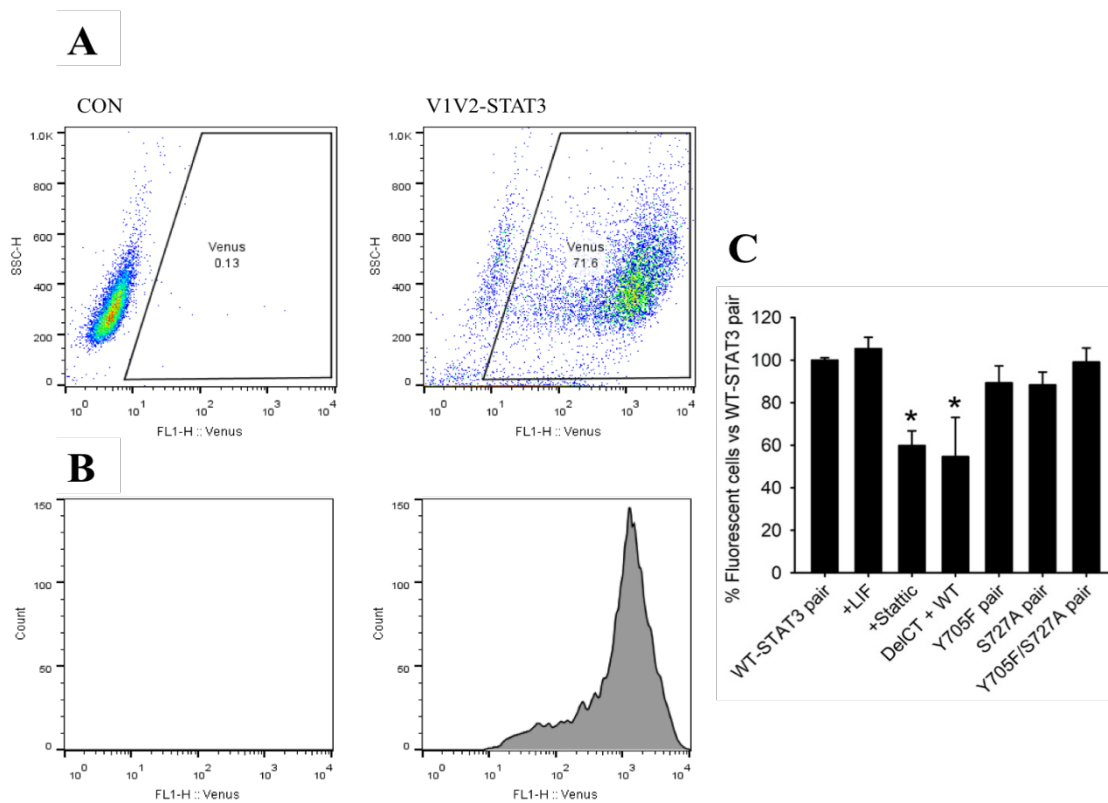 A
CON
V1V2-STAT3
1.0K
800
600
400
200
0
SSC-H
Venus
0.13
10^0 10^1 10^2 10^3 10^4
FL1-H :: Venus
1.0K
800
600
400
200
0
SSC-H
Venus
71.6
10^0 10^1 10^2 10^3 10^4
FL1-H :: Venus
B
150
100
50
0
Count
10^0 10^1 10^2 10^3 10^4
FL1-H :: Venus
150
100
50
0
Count
10^0 10^1 10^2 10^3 10^4
FL1-H :: Venus
C
% Fluorescent cells vs WT-STAT3 pair
120
100
80
60
40
20
0
* *
WT-STAT3 pair
+LIF
+Stattic
DelCT + WT
Y705F pair
S727A pair
Y705F/S727A pair